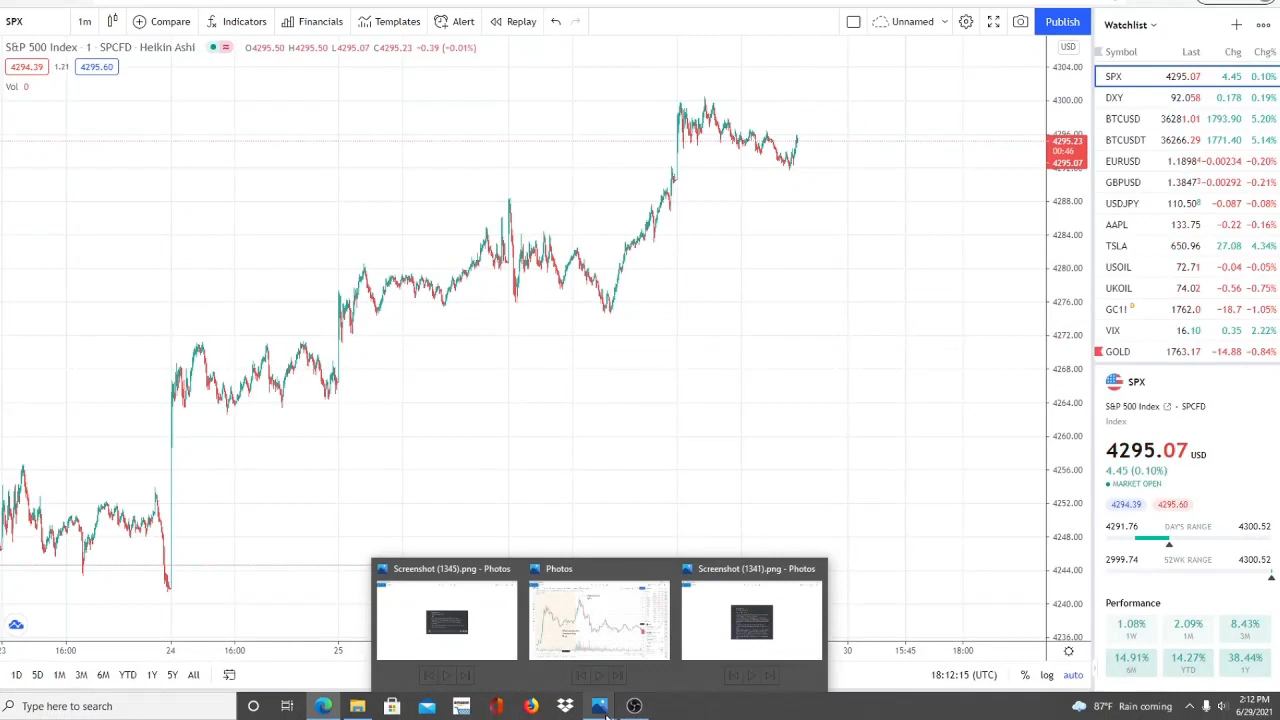 SPX 1m Compare Indicators Financials Templates Alert Replay Unnamed Publish
S&P 500 Index · 1 · SPCFD · Heikin Ashi O4295.50 H4295.50 L4295.07 C4295.23 −0.39 (−0.01%)
4294.39 1.21 4295.60
Vol 0
USD
4304.00
4300.00
4295.23
00:46
4295.07
4288.00
4284.00
4280.00
4276.00
4272.00
4268.00
4264.00
4260.00
4256.00
4252.00
4248.00
4244.00
4240.00
16:00 24 16:00 25 30 15:45 18:00
5D 1M 3M 6M YTD 1Y 5Y All 18:12:15 (UTC) % log auto
Watchlist
Symbol Last Chg Chg%
SPX 4295.07 4.45 0.10%
DXY 92.058 0.178 0.19%
BTCUSD 36281.01 1793.90 5.20%
BTCUSDT 36266.29 1771.40 5.14%
EURUSD 1.1898⁴ −0.00234 −0.20%
GBPUSD 1.3847³ −0.00292 −0.21%
USDJPY 110.50⁸ −0.087 −0.08%
AAPL 133.75 −0.22 −0.16%
TSLA 650.96 27.08 4.34%
USOIL 72.71 −0.04 −0.05%
UKOIL 74.02 −0.56 −0.75%
GC1! D 1762.0 −18.7 −1.05%
VIX 16.10 0.35 2.22%
GOLD 1763.17 −14.88 −0.84%
SPX
S&P 500 Index · SPCFD
Index
4295.07 USD
4.45 (0.10%)
MARKET OPEN
4294.39 4295.60
4291.76 DAY'S RANGE 4300.52
2999.74 52WK RANGE 4300.52
Performance
1.08% 2.09% 8.43%
1W 1M 3M
14.91% 14.27% 38.44%
6M YTD 1Y
Screenshot (1345).png - Photos Photos Screenshot (1341).png - Photos
Type here to search
87°F Rain coming
2:12 PM
6/29/2021